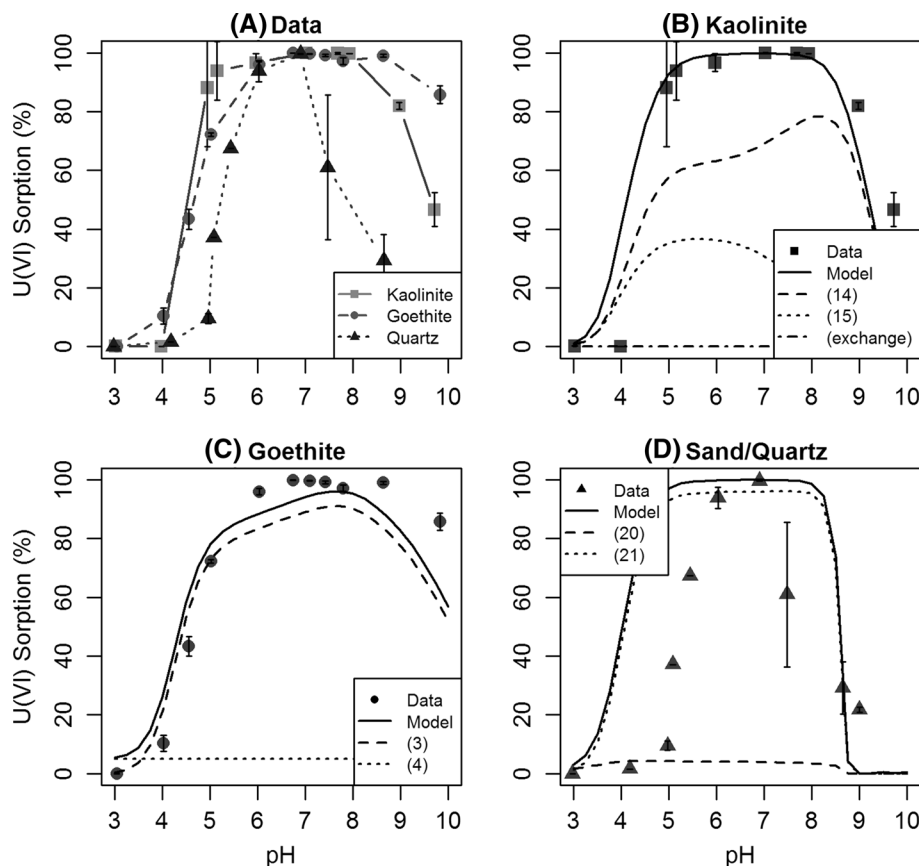 (A) Data
U(VI) Sorption (%)
0 20 40 60 80 100
3 4 5 6 7 8 9 10
Kaolinite
Goethite
Quartz
(B) Kaolinite
0 20 40 60 80 100
3 4 5 6 7 8 9 10
Data
Model
(14)
(15)
(exchange)
(C) Goethite
U(VI) Sorption (%)
0 20 40 60 80 100
3 4 5 6 7 8 9 10
pH
Data
Model
(3)
(4)
(D) Sand/Quartz
0 20 40 60 80 100
3 4 5 6 7 8 9 10
pH
Data
Model
(20)
(21)